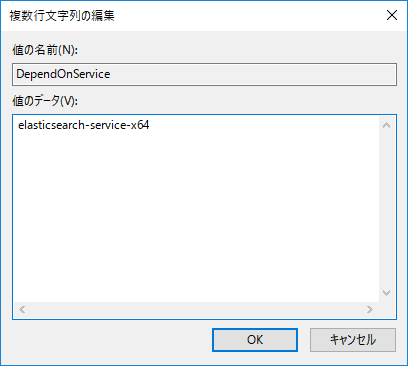 複数行文字列の編集
値の名前(N):
DependOnService
値のデータ(V):
elasticsearch-service-x64
OK
キャンセル